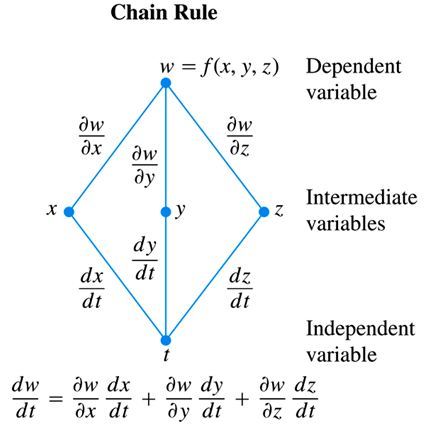 Chain Rule
w = f(x, y, z)
Dependent
variable
∂w/∂x
∂w/∂y
∂w/∂z
x
y
z
Intermediate
variables
dx/dt
dy/dt
dz/dt
t
Independent
variable
dw/dt = ∂w/∂x dx/dt + ∂w/∂y dy/dt + ∂w/∂z dz/dt